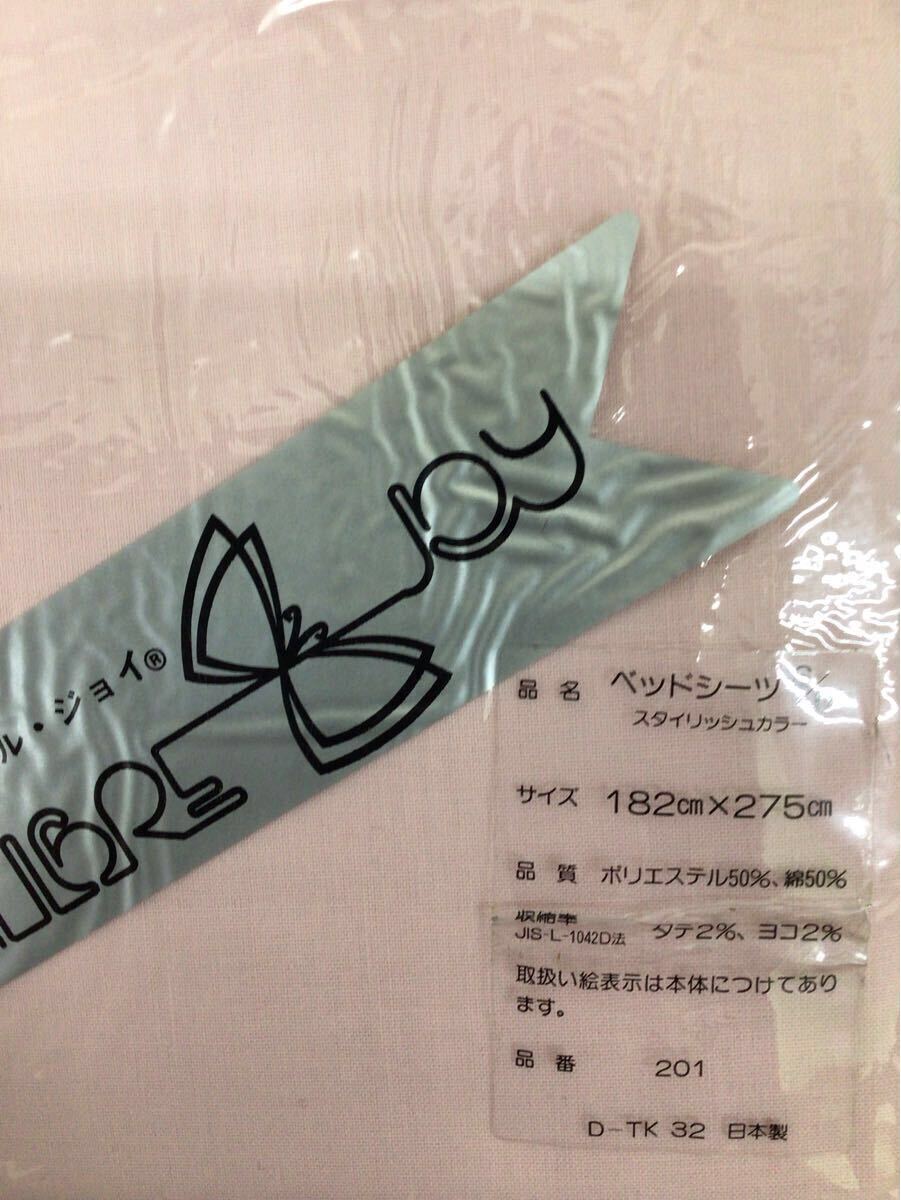 ル・ジョイ®
Joy
品名 ベッドシーツ
スタイリッシュカラー
サイズ 182cm×275cm
品質 ポリエステル50%、綿50%
収縮率
JIS-L-1042D法 タテ2%、ヨコ2%
取扱い絵表示は本体につけてあり
ます。
品番 201
D-TK 32 日本製